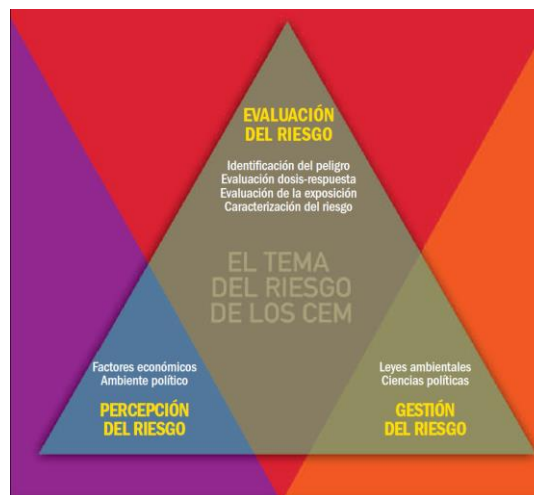 EVALUACIÓN
DEL RIESGO
Identificación del peligro
Evaluación dosis-respuesta
Evaluación de la exposición
Caracterización del riesgo
EL TEMA
DEL RIESGO
DE LOS CEM
Factores económicos
Ambiente político
PERCEPCIÓN
DEL RIESGO
Leyes ambientales
Ciencias políticas
GESTIÓN
DEL RIESGO